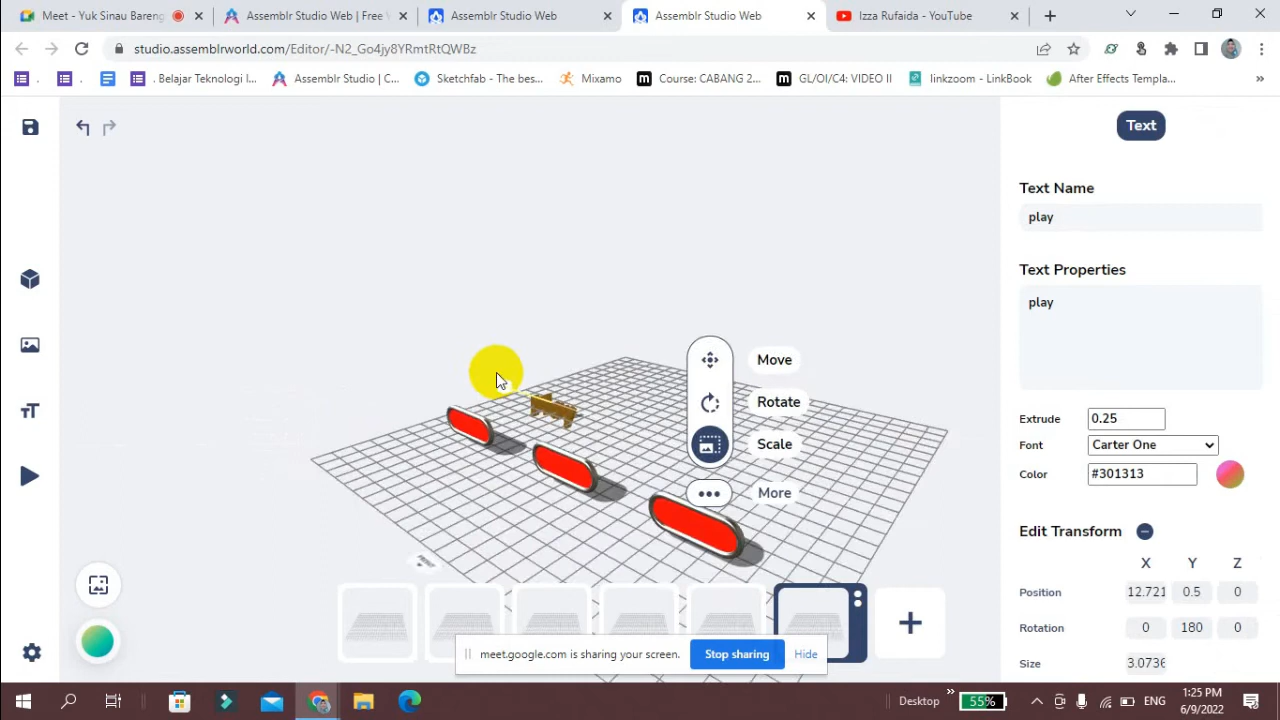 Meet - Yuk Sinau Bareng
Assemblr Studio Web | Free
Assemblr Studio Web
Assemblr Studio Web
Izza Rufaida - YouTube
studio.assemblrworld.com/Editor/-N2_Go4jy8YRmtRtQWBz
.
.
. Belajar Teknologi I...
Assemblr Studio | C...
Sketchfab - The bes...
Mixamo
Course: CABANG 2...
GL/OI/C4: VIDEO II
linkzoom - LinkBook
After Effects Templa...
»
Text
Text Name
play
Text Properties
play
Move
Rotate
Scale
More
Extrude
0.25
Font
Carter One
Color
#301313
Edit Transform
X Y Z
Position 12.721 0.5 0
Rotation 0 180 0
Size 3.0736
FRONT
meet.google.com is sharing your screen.
Stop sharing
Hide
Desktop
»
55%
ENG
1:25 PM
6/9/2022